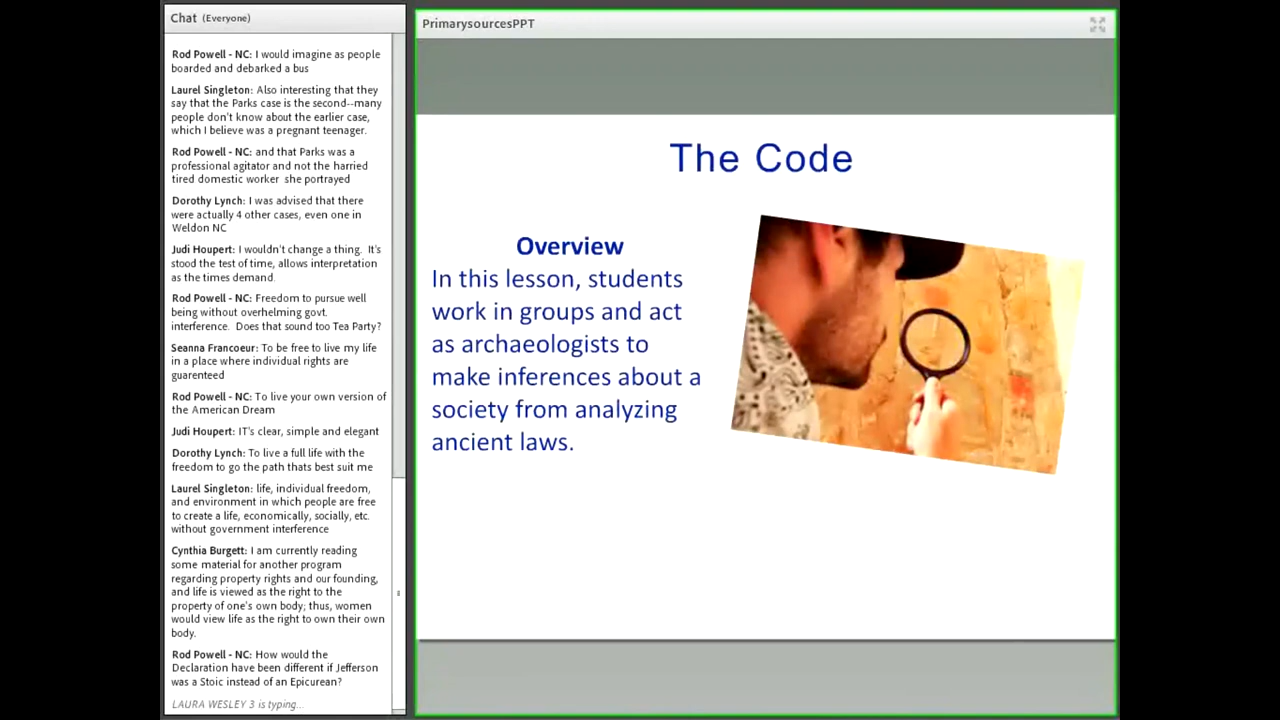 Chat (Everyone)
Rod Powell - NC: I would imagine as people
boarded and debarked a bus
Laurel Singleton: Also interesting that they
say that the Parks case is the second--many
people don't know about the earlier case,
which I believe was a pregnant teenager.
Rod Powell - NC: and that Parks was a
professional agitator and not the harried
tired domestic worker she portrayed
Dorothy Lynch: I was advised that there
were actually 4 other cases, even one in
Weldon NC
Judi Houpert: I wouldn't change a thing. It's
stood the test of time, allows interpretation
as the times demand.
Rod Powell - NC: Freedom to pursue well
being without overhelming govt.
interference. Does that sound too Tea Party?
Seanna Francoeur: To be free to live my life
in a place where individual rights are
guarenteed
Rod Powell - NC: To live your own version of
the American Dream
Judi Houpert: IT's clear, simple and elegant
Dorothy Lynch: To live a full life with the
freedom to go the path thats best suit me
Laurel Singleton: life, individual freedom,
and environment in which people are free
to create a life, economically, socially, etc.
without government interference
Cynthia Burgett: I am currently reading
some material for another program
regarding property rights and our founding,
and life is viewed as the right to the
property of one's own body; thus, women
would view life as the right to own their own
body.
Rod Powell - NC: How would the
Declaration have been different if Jefferson
was a Stoic instead of an Epicurean?
LAURA WESLEY 3 is typing...
PrimarysourcesPPT
The Code
Overview
In this lesson, students
work in groups and act
as archaeologists to
make inferences about a
society from analyzing
ancient laws.